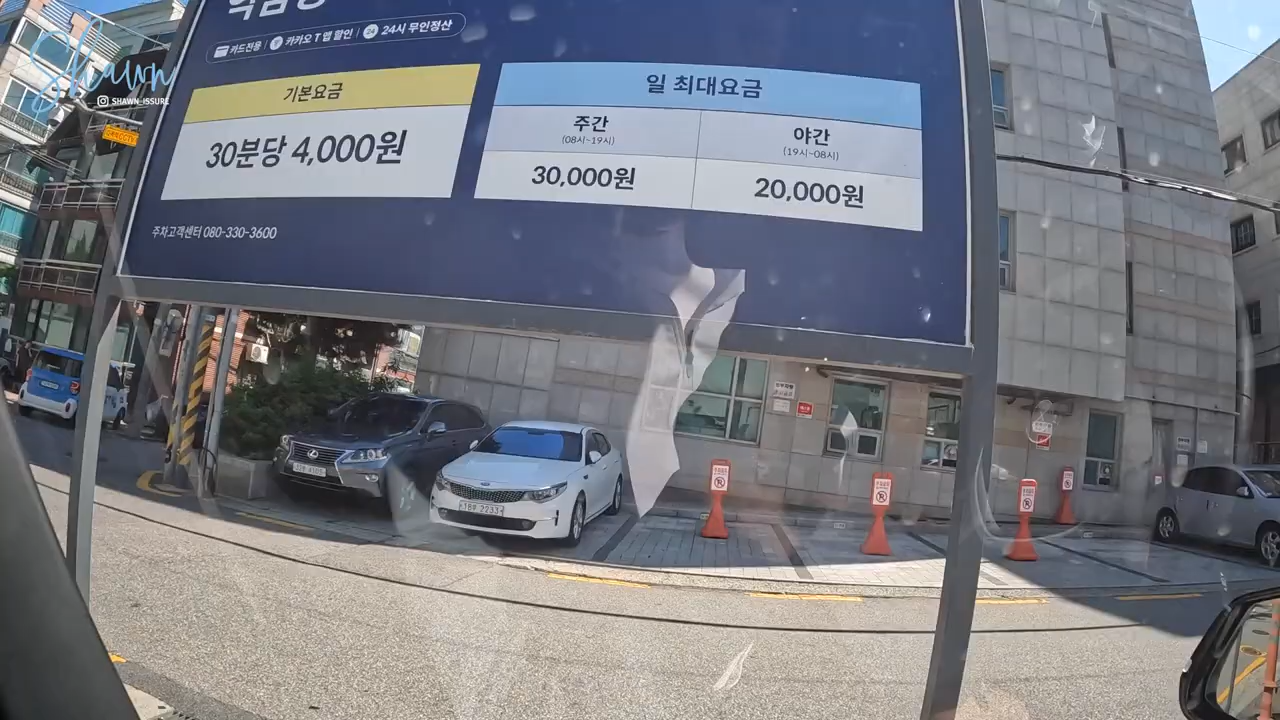 Shawn
SHAWN_ISSURE
카드전용 카카오 T 앱 할인 24 24시 무인정산
기본요금
30분당 4,000원
일 최대요금
주간
(08시~19시)
야간
(19시~08시)
30,000원
20,000원
주차고객센터 080-330-3600